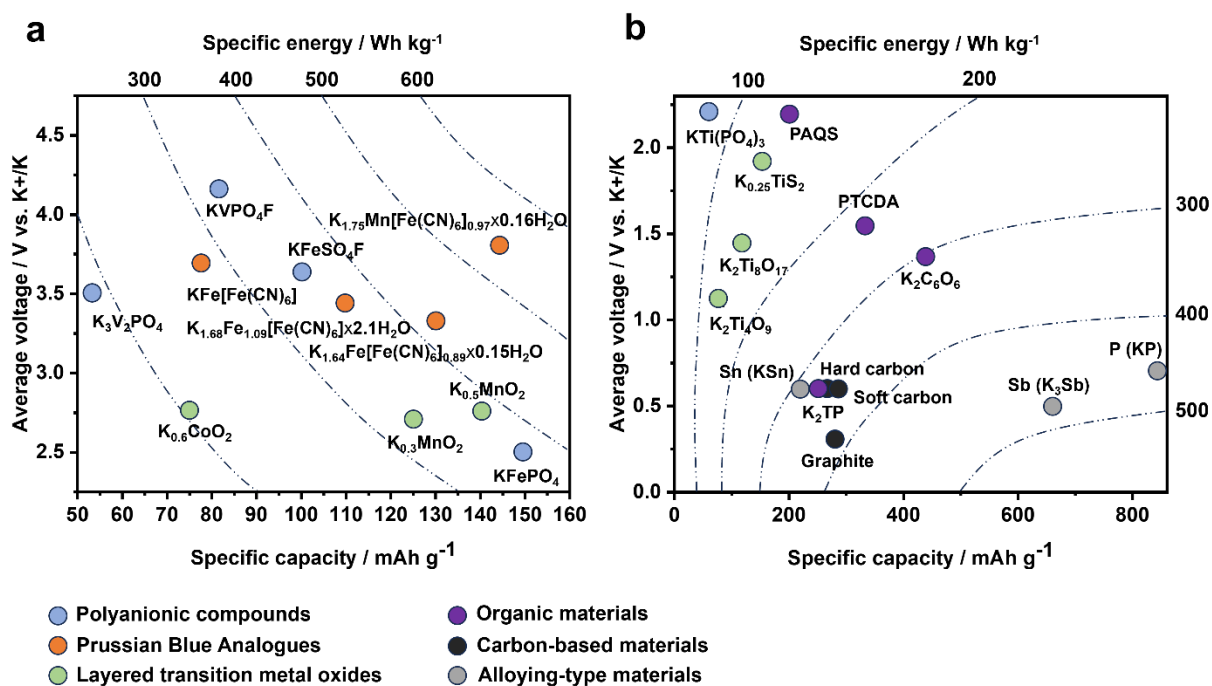 a
Specific energy / Wh kg⁻¹
300 400 500 600
Average voltage / V vs. K+/K
4.5
4.0
3.5
3.0
2.5
KVPO₄F
K₁.₇₅Mn[Fe(CN)₆]₀.₉₇x0.16H₂O
KFeSO₄F
KFe[Fe(CN)₆]
K₃V₂PO₄
K₁.₆₈Fe₁.₀₉[Fe(CN)₆]x2.1H₂O
K₁.₆₄Fe[Fe(CN)₆]₀.₈₉x0.15H₂O
K₀.₅MnO₂
K₀.₆CoO₂
K₀.₃MnO₂
KFePO₄
50 60 70 80 90 100 110 120 130 140 150 160
Specific capacity / mAh g⁻¹
b
Specific energy / Wh kg⁻¹
100 200
300
400
500
Average voltage / V vs. K+/K
2.0
1.5
1.0
0.5
0.0
KTi(PO₄)₃
PAQS
K₀.₂₅TiS₂
PTCDA
K₂Ti₈O₁₇
K₂C₆O₆
K₂Ti₄O₉
P (KP)
Sn (KSn)
Hard carbon
Sb (K₃Sb)
Soft carbon
K₂TP
Graphite
0 200 400 600 800
Specific capacity / mAh g⁻¹
Polyanionic compounds
Prussian Blue Analogues
Layered transition metal oxides
Organic materials
Carbon-based materials
Alloying-type materials